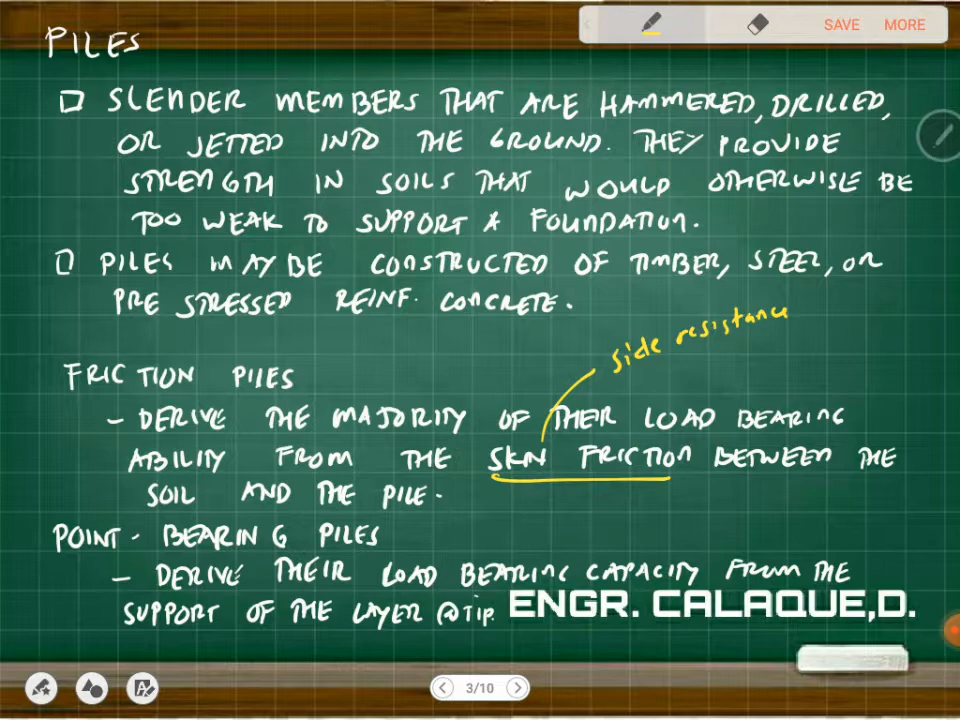 SAVE MORE
PILES
SLENDER MEMBERS THAT ARE HAMMERED, DRILLED,
OR JETTED INTO THE GROUND. THEY PROVIDE
STRENGTH IN SOILS THAT WOULD OTHERWISE BE
TOO WEAK TO SUPPORT A FOUNDATION.
PILES MAY BE CONSTRUCTED OF TIMBER, STEEL, OR
PRE STRESSED REINF. CONCRETE.
side resistance
FRICTION PILES
- DERIVE THE MAJORITY OF THEIR LOAD BEARING
ABILITY FROM THE SKIN FRICTION BETWEEN THE
SOIL AND THE PILE.
POINT - BEARING PILES
- DERIVE THEIR LOAD BEARING CAPACITY FROM THE
SUPPORT OF THE LAYER @ TIP.
ENGR. CALAQUE,D.
3/10